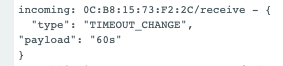 incoming: 0C:B8:15:73:F2:2C/receive - {
"type": "TIMEOUT_CHANGE",
"payload": "60s"
}